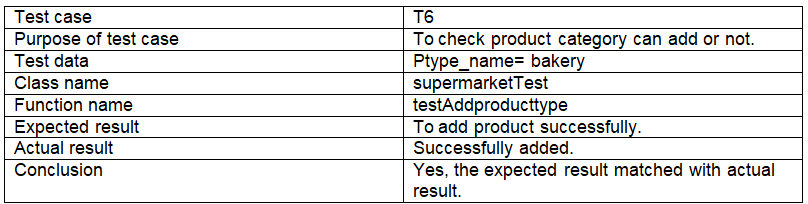 Test case T6
Purpose of test case To check product category can add or not.
Test data Ptype_name= bakery
Class name supermarketTest
Function name testAddproducttype
Expected result To add product successfully.
Actual result Successfully added.
Conclusion Yes, the expected result matched with actual
result.